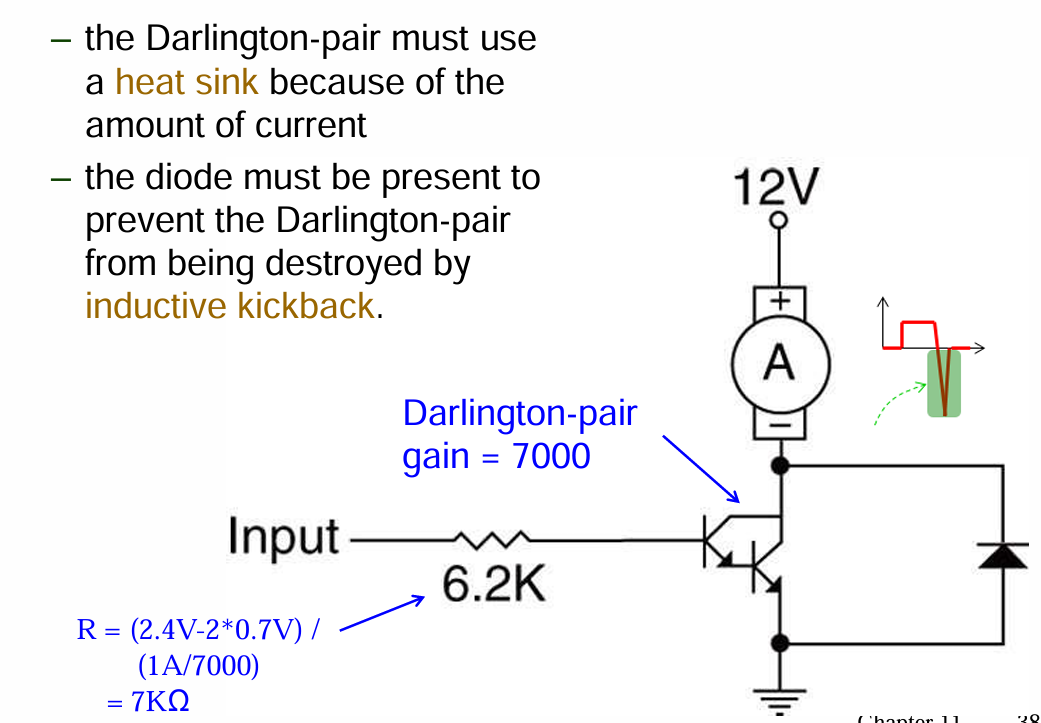 – the Darlington-pair must use
a heat sink because of the
amount of current
– the diode must be present to
prevent the Darlington-pair
from being destroyed by
inductive kickback.
12V
+
A
–
Darlington-pair
gain = 7000
Input
6.2K
R = (2.4V-2*0.7V) /
(1A/7000)
= 7KΩ
Chapter 11 38